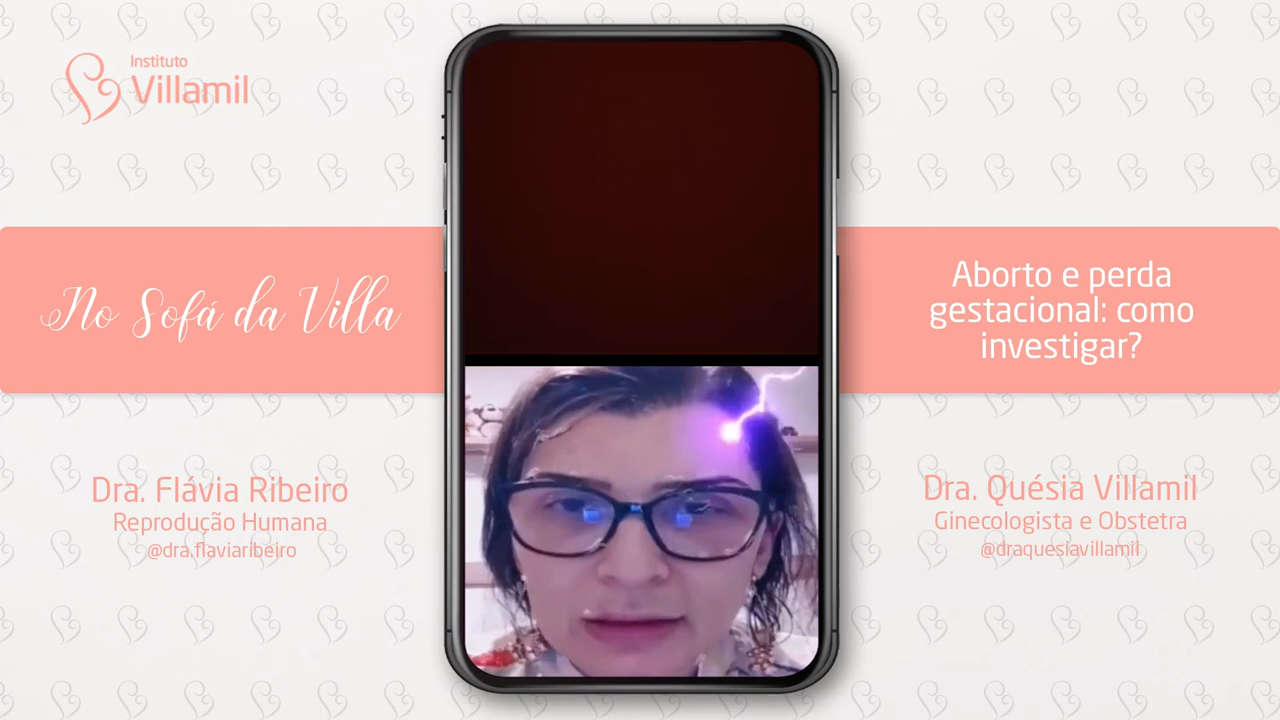 Instituto
Villamil
No Sofá da Villa
Aborto e perda
gestacional: como
investigar?
Dra. Flávia Ribeiro
Reprodução Humana
@dra.flaviaribeiro
Dra. Quésia Villamil
Ginecologista e Obstetra
@draquesiavillamil